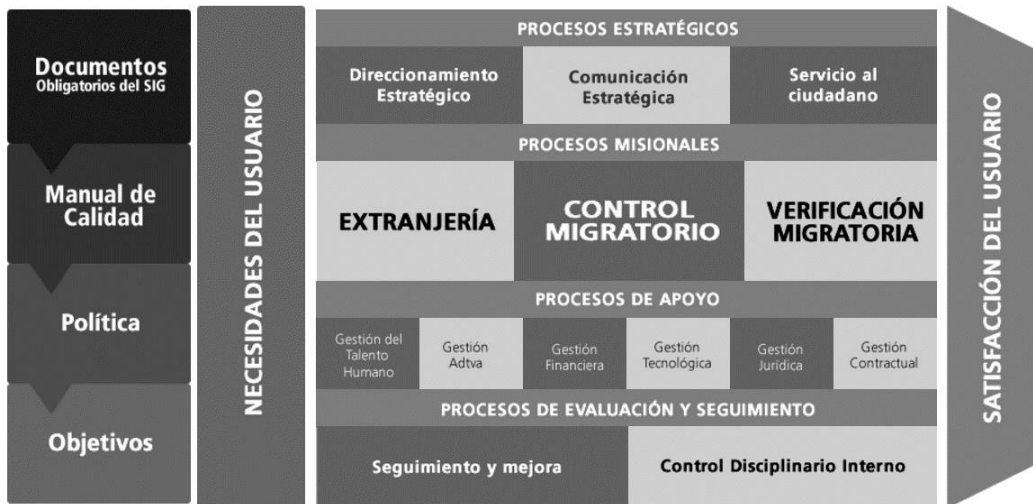 Documentos
Obligatorios del SIG
Manual de
Calidad
Política
Objetivos
NECESIDADES DEL USUARIO
PROCESOS ESTRATÉGICOS
Direccionamiento
Estratégico
Comunicación
Estratégica
Servicio al
ciudadano
PROCESOS MISIONALES
EXTRANJERÍA
CONTROL
MIGRATORIO
VERIFICACIÓN
MIGRATORIA
PROCESOS DE APOYO
Gestión del
Talento
Humano
Gestión
Adtva
Gestión
Financiera
Gestión
Tecnológica
Gestión
Jurídica
Gestión
Contractual
PROCESOS DE EVALUACIÓN Y SEGUIMIENTO
Seguimiento y mejora
Control Disciplinario Interno
SATISFACCIÓN DEL USUARIO